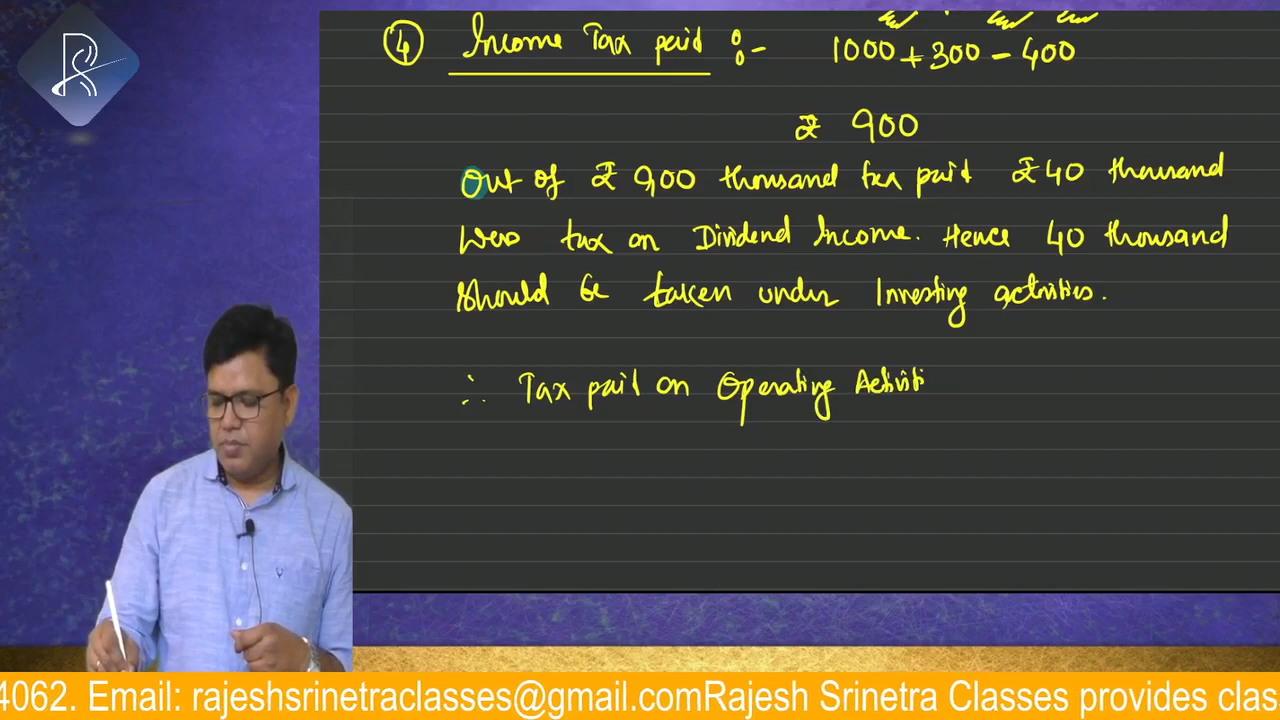 ④ Income Tax paid :- 1000 + 300 - 400
₹ 900
Out of ₹ 900 thousand tax paid ₹ 40 thousand
were tax on Dividend Income. Hence 40 thousand
should be taken under Investing activities.
∴ Tax paid on Operating Activiti
RS
4062. Email: rajeshsrinetraclasses@gmail.comRajesh Srinetra Classes provides clas